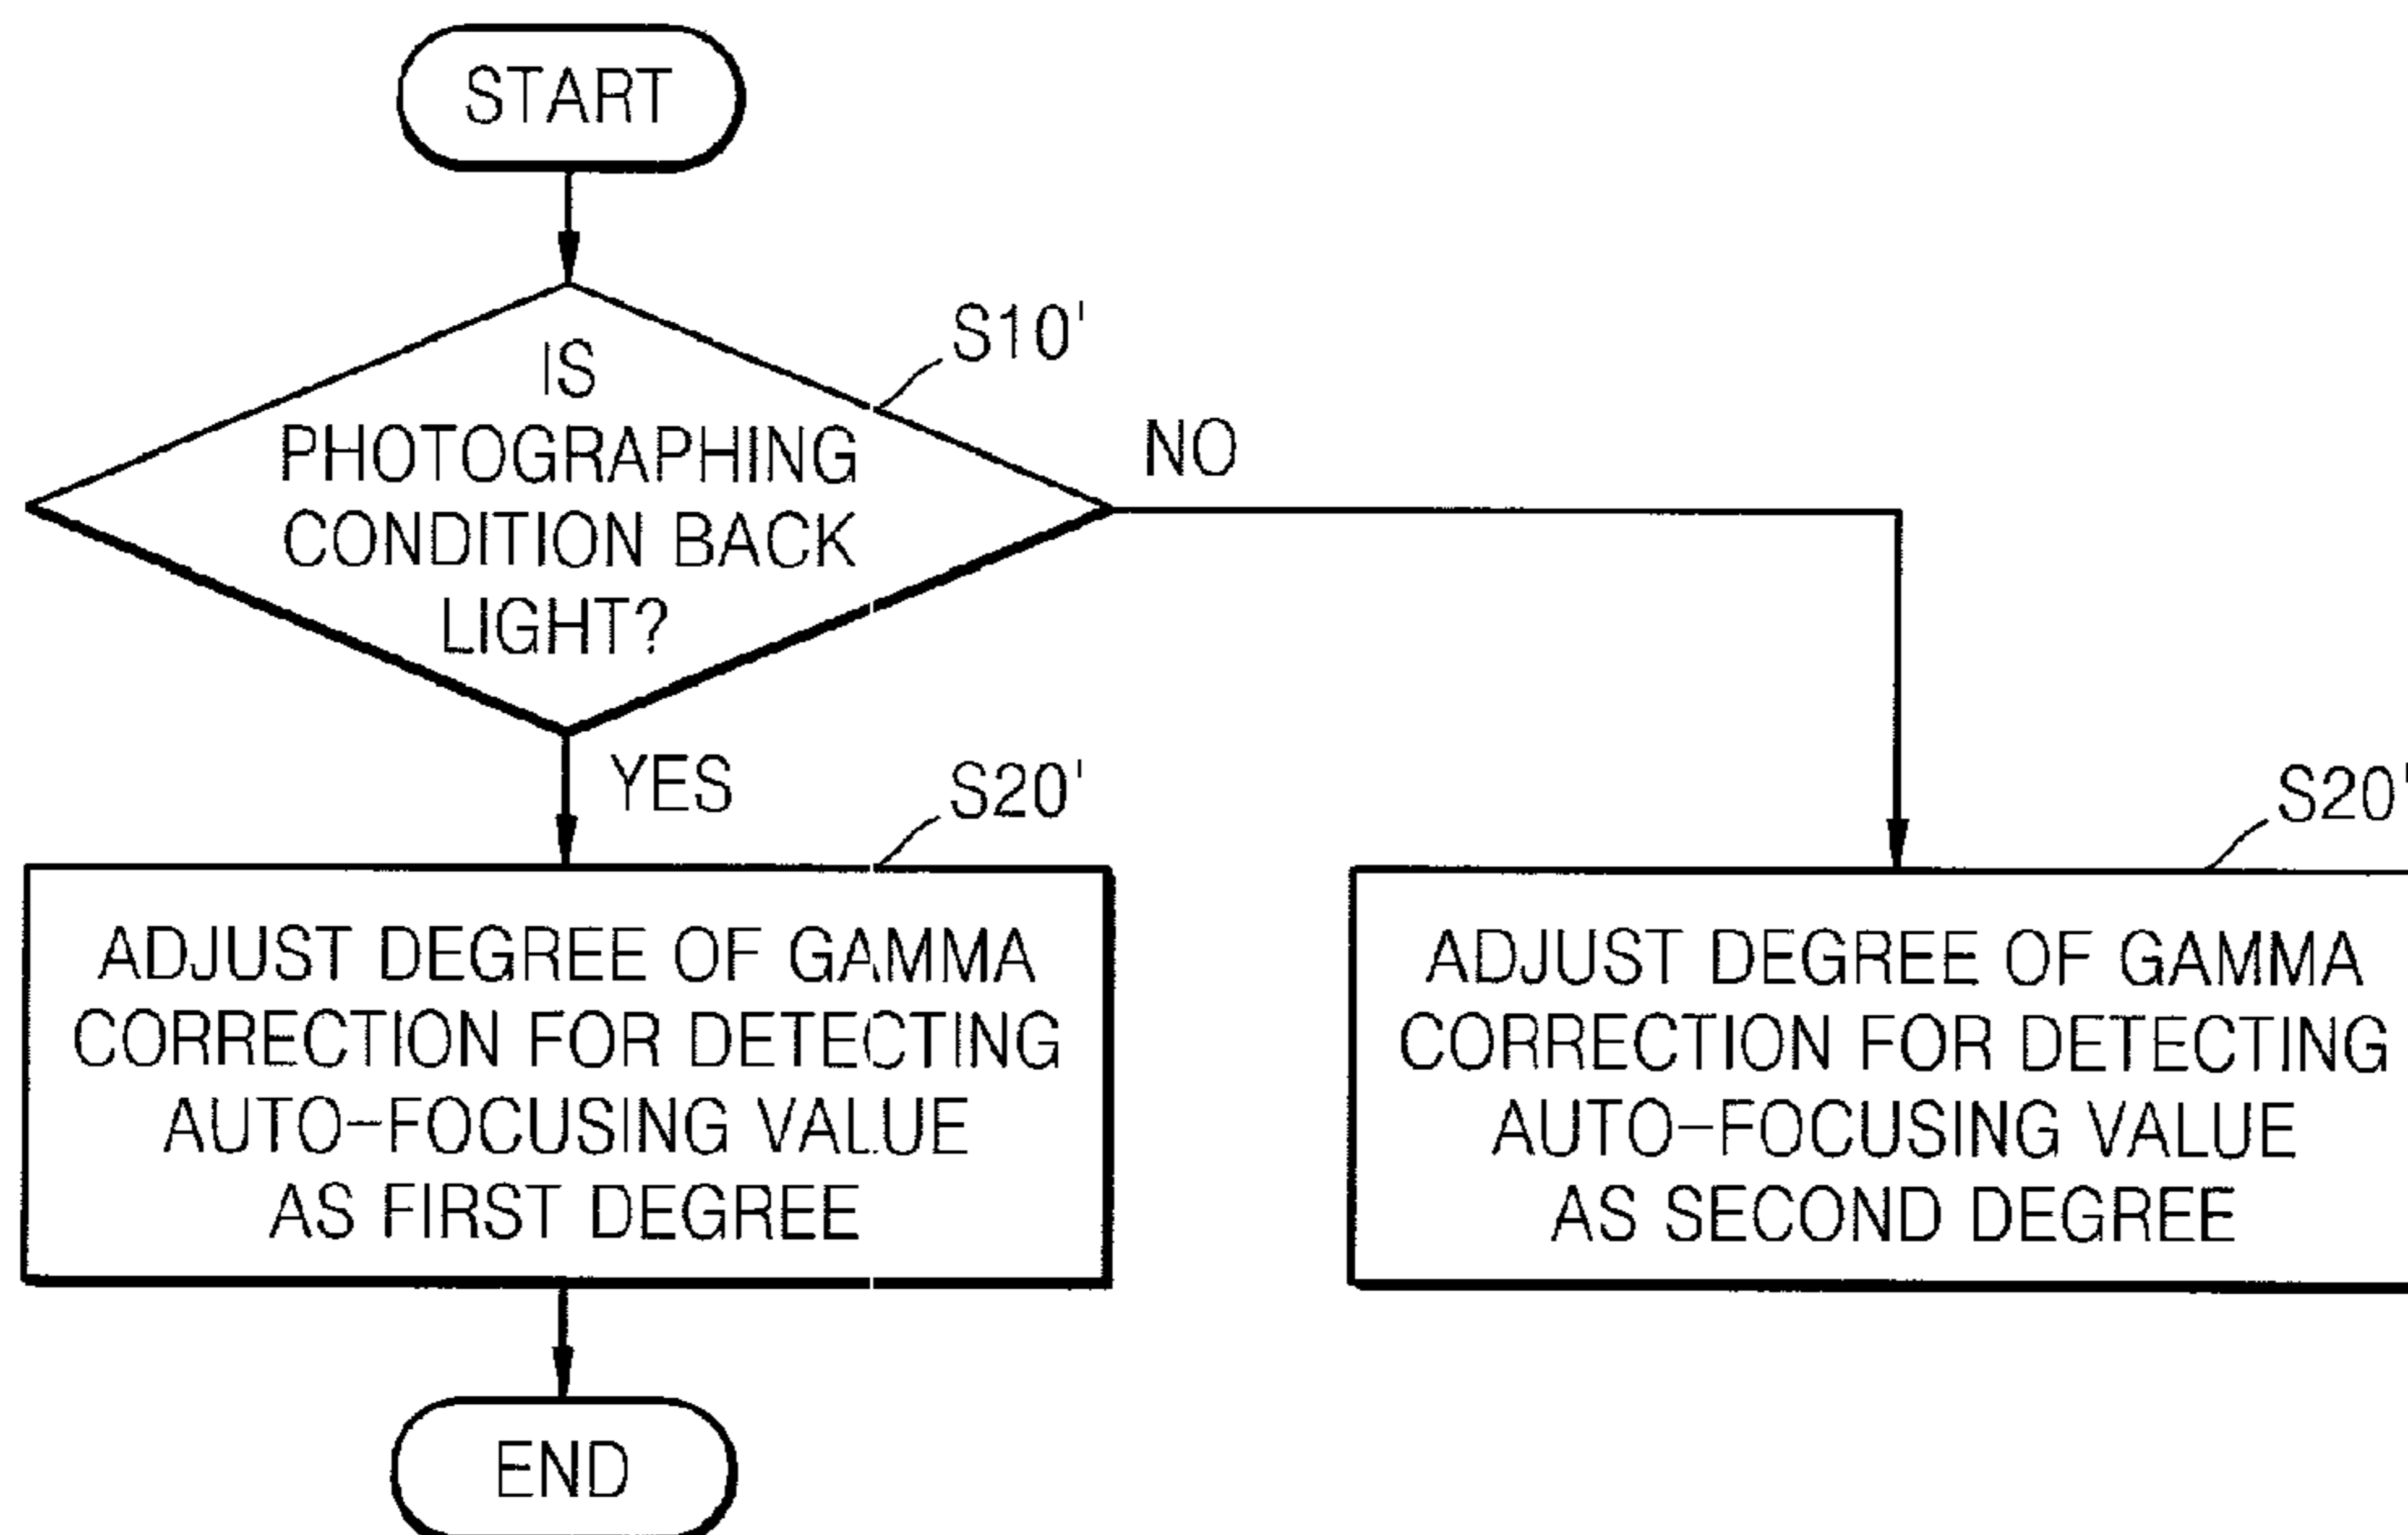 START
IS
PHOTOGRAPHING
CONDITION BACK
LIGHT?
S10'
NO
YES
S20'
ADJUST DEGREE OF GAMMA
CORRECTION FOR DETECTING
AUTO-FOCUSING VALUE
AS FIRST DEGREE
S20'
ADJUST DEGREE OF GAMMA
CORRECTION FOR DETECTING
AUTO-FOCUSING VALUE
AS SECOND DEGREE
END